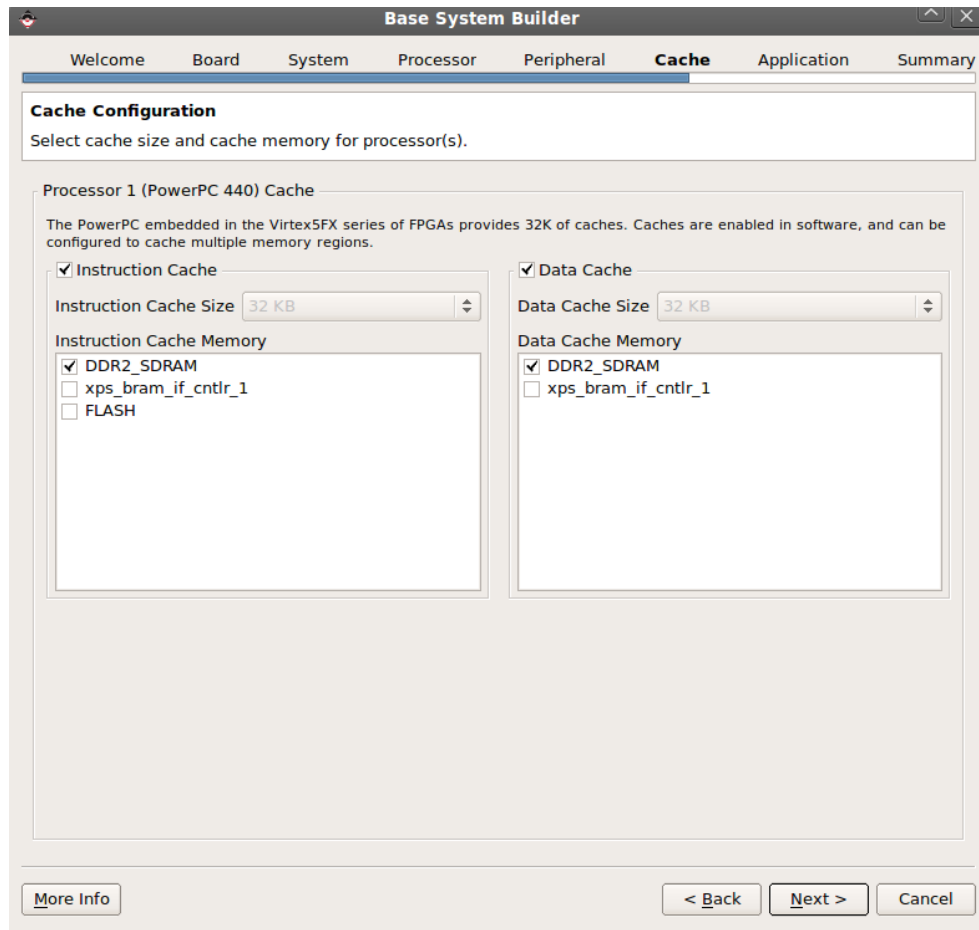 Base System Builder
Welcome Board System Processor Peripheral Cache Application Summary
Cache Configuration
Select cache size and cache memory for processor(s).
Processor 1 (PowerPC 440) Cache
The PowerPC embedded in the Virtex5FX series of FPGAs provides 32K of caches. Caches are enabled in software, and can be
configured to cache multiple memory regions.
Instruction Cache
Instruction Cache Size 32 KB
Instruction Cache Memory
DDR2_SDRAM
xps_bram_if_cntlr_1
FLASH
Data Cache
Data Cache Size 32 KB
Data Cache Memory
DDR2_SDRAM
xps_bram_if_cntlr_1
More Info < Back Next > Cancel